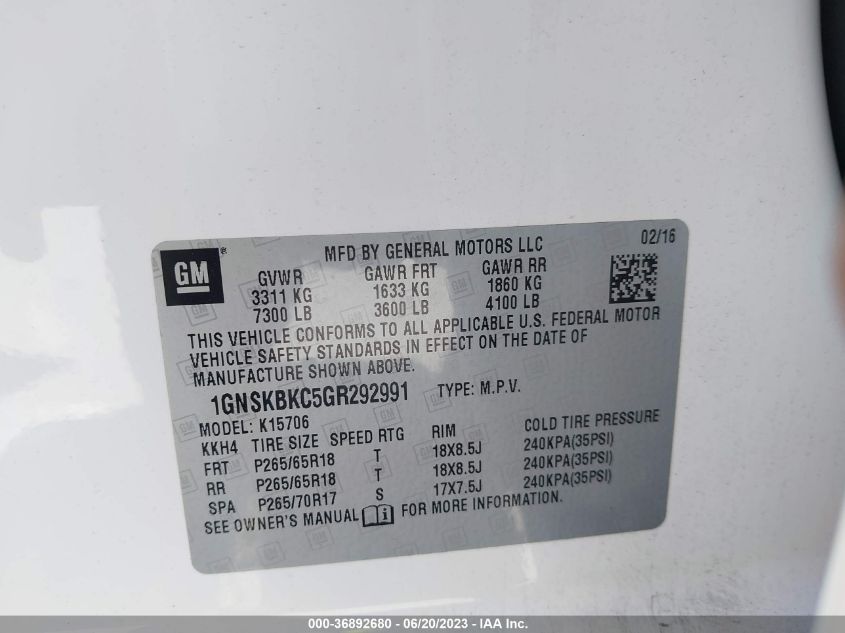 GM®
MFD BY GENERAL MOTORS LLC 02/16
GVWR GAWR FRT GAWR RR
3311 KG 1633 KG 1860 KG
7300 LB 3600 LB 4100 LB
THIS VEHICLE CONFORMS TO ALL APPLICABLE U.S. FEDERAL MOTOR
VEHICLE SAFETY STANDARDS IN EFFECT ON THE DATE OF
MANUFACTURE SHOWN ABOVE.
1GNSKBKC5GR292991 TYPE: M.P.V.
MODEL: K15706
KKH4 TIRE SIZE SPEED RTG RIM COLD TIRE PRESSURE
FRT P265/65R18 T 18X8.5J 240KPA(35PSI)
RR P265/65R18 T 18X8.5J 240KPA(35PSI)
SPA P265/70R17 S 17X7.5J 240KPA(35PSI)
SEE OWNER'S MANUAL FOR MORE INFORMATION.
000-36892680 - 06/20/2023 - IAA Inc.